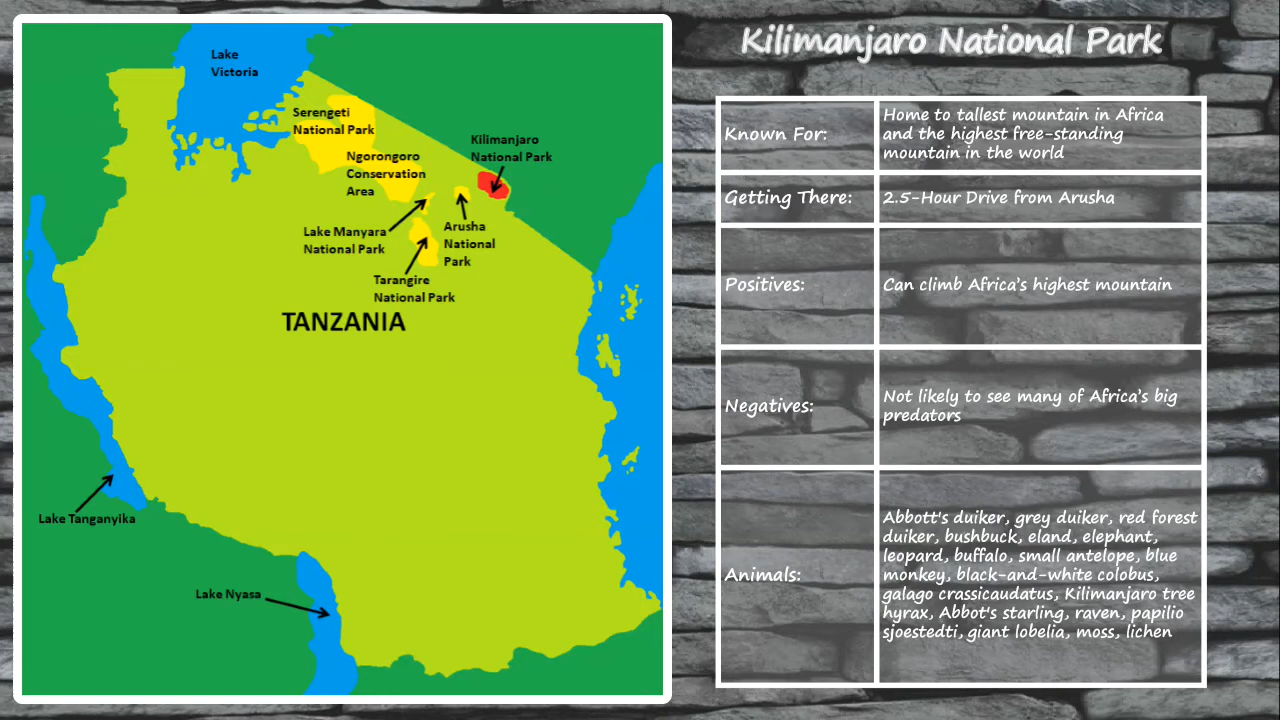 Lake
Victoria
Serengeti
National Park
Ngorongoro
Conservation
Area
Kilimanjaro
National Park
Lake Manyara
National Park
Arusha
National
Park
Tarangire
National Park
TANZANIA
Lake Tanganyika
Lake Nyasa
Kilimanjaro National Park
Known For:
Home to tallest mountain in Africa
and the highest free-standing
mountain in the world
Getting There:
2.5-Hour Drive from Arusha
Positives:
Can climb Africa's highest mountain
Negatives:
Not likely to see many of Africa's big
predators
Animals:
Abbott's duiker, grey duiker, red forest
duiker, bushbuck, eland, elephant,
leopard, buffalo, small antelope, blue
monkey, black-and-white colobus,
galago crassicaudatus, Kilimanjaro tree
hyrax, Abbot's starling, raven, papilio
sjoestedti, giant lobelia, moss, lichen